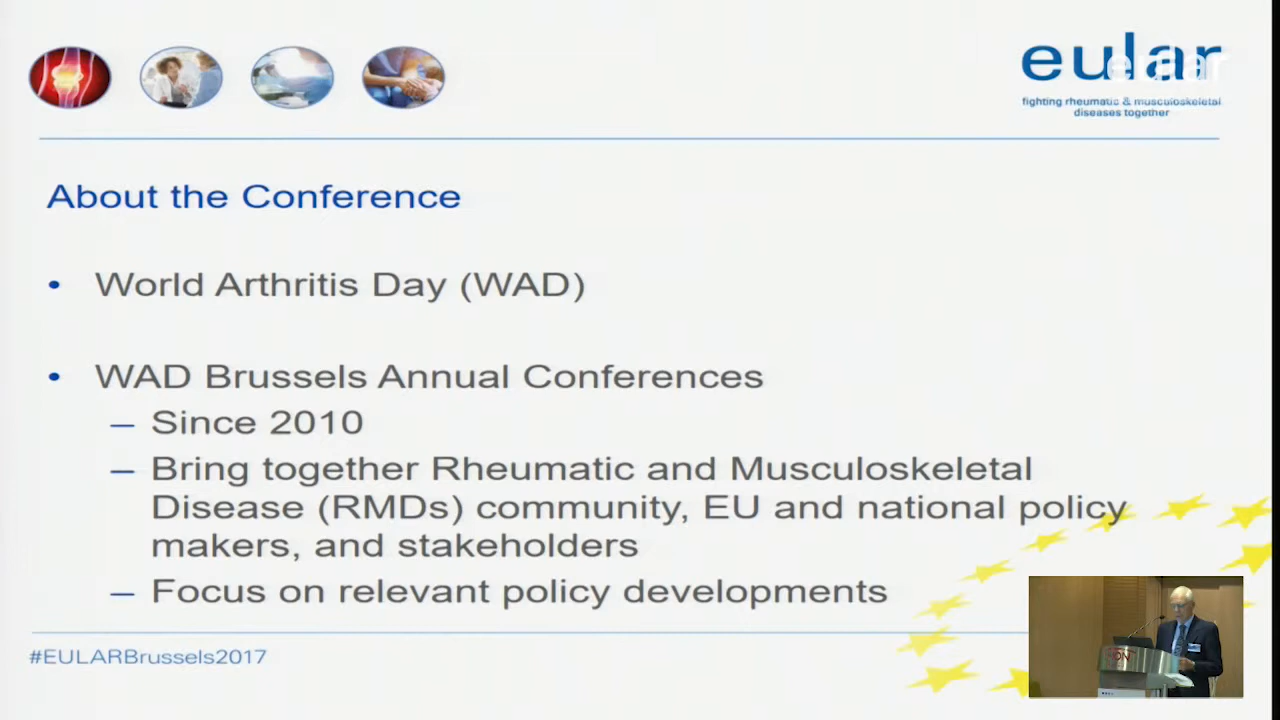 eular
eular
fighting rheumatic & musculoskeletal
diseases together
About the Conference
• World Arthritis Day (WAD)
• WAD Brussels Annual Conferences
– Since 2010
– Bring together Rheumatic and Musculoskeletal
Disease (RMDs) community, EU and national policy
makers, and stakeholders
– Focus on relevant policy developments
#EULARBrussels2017